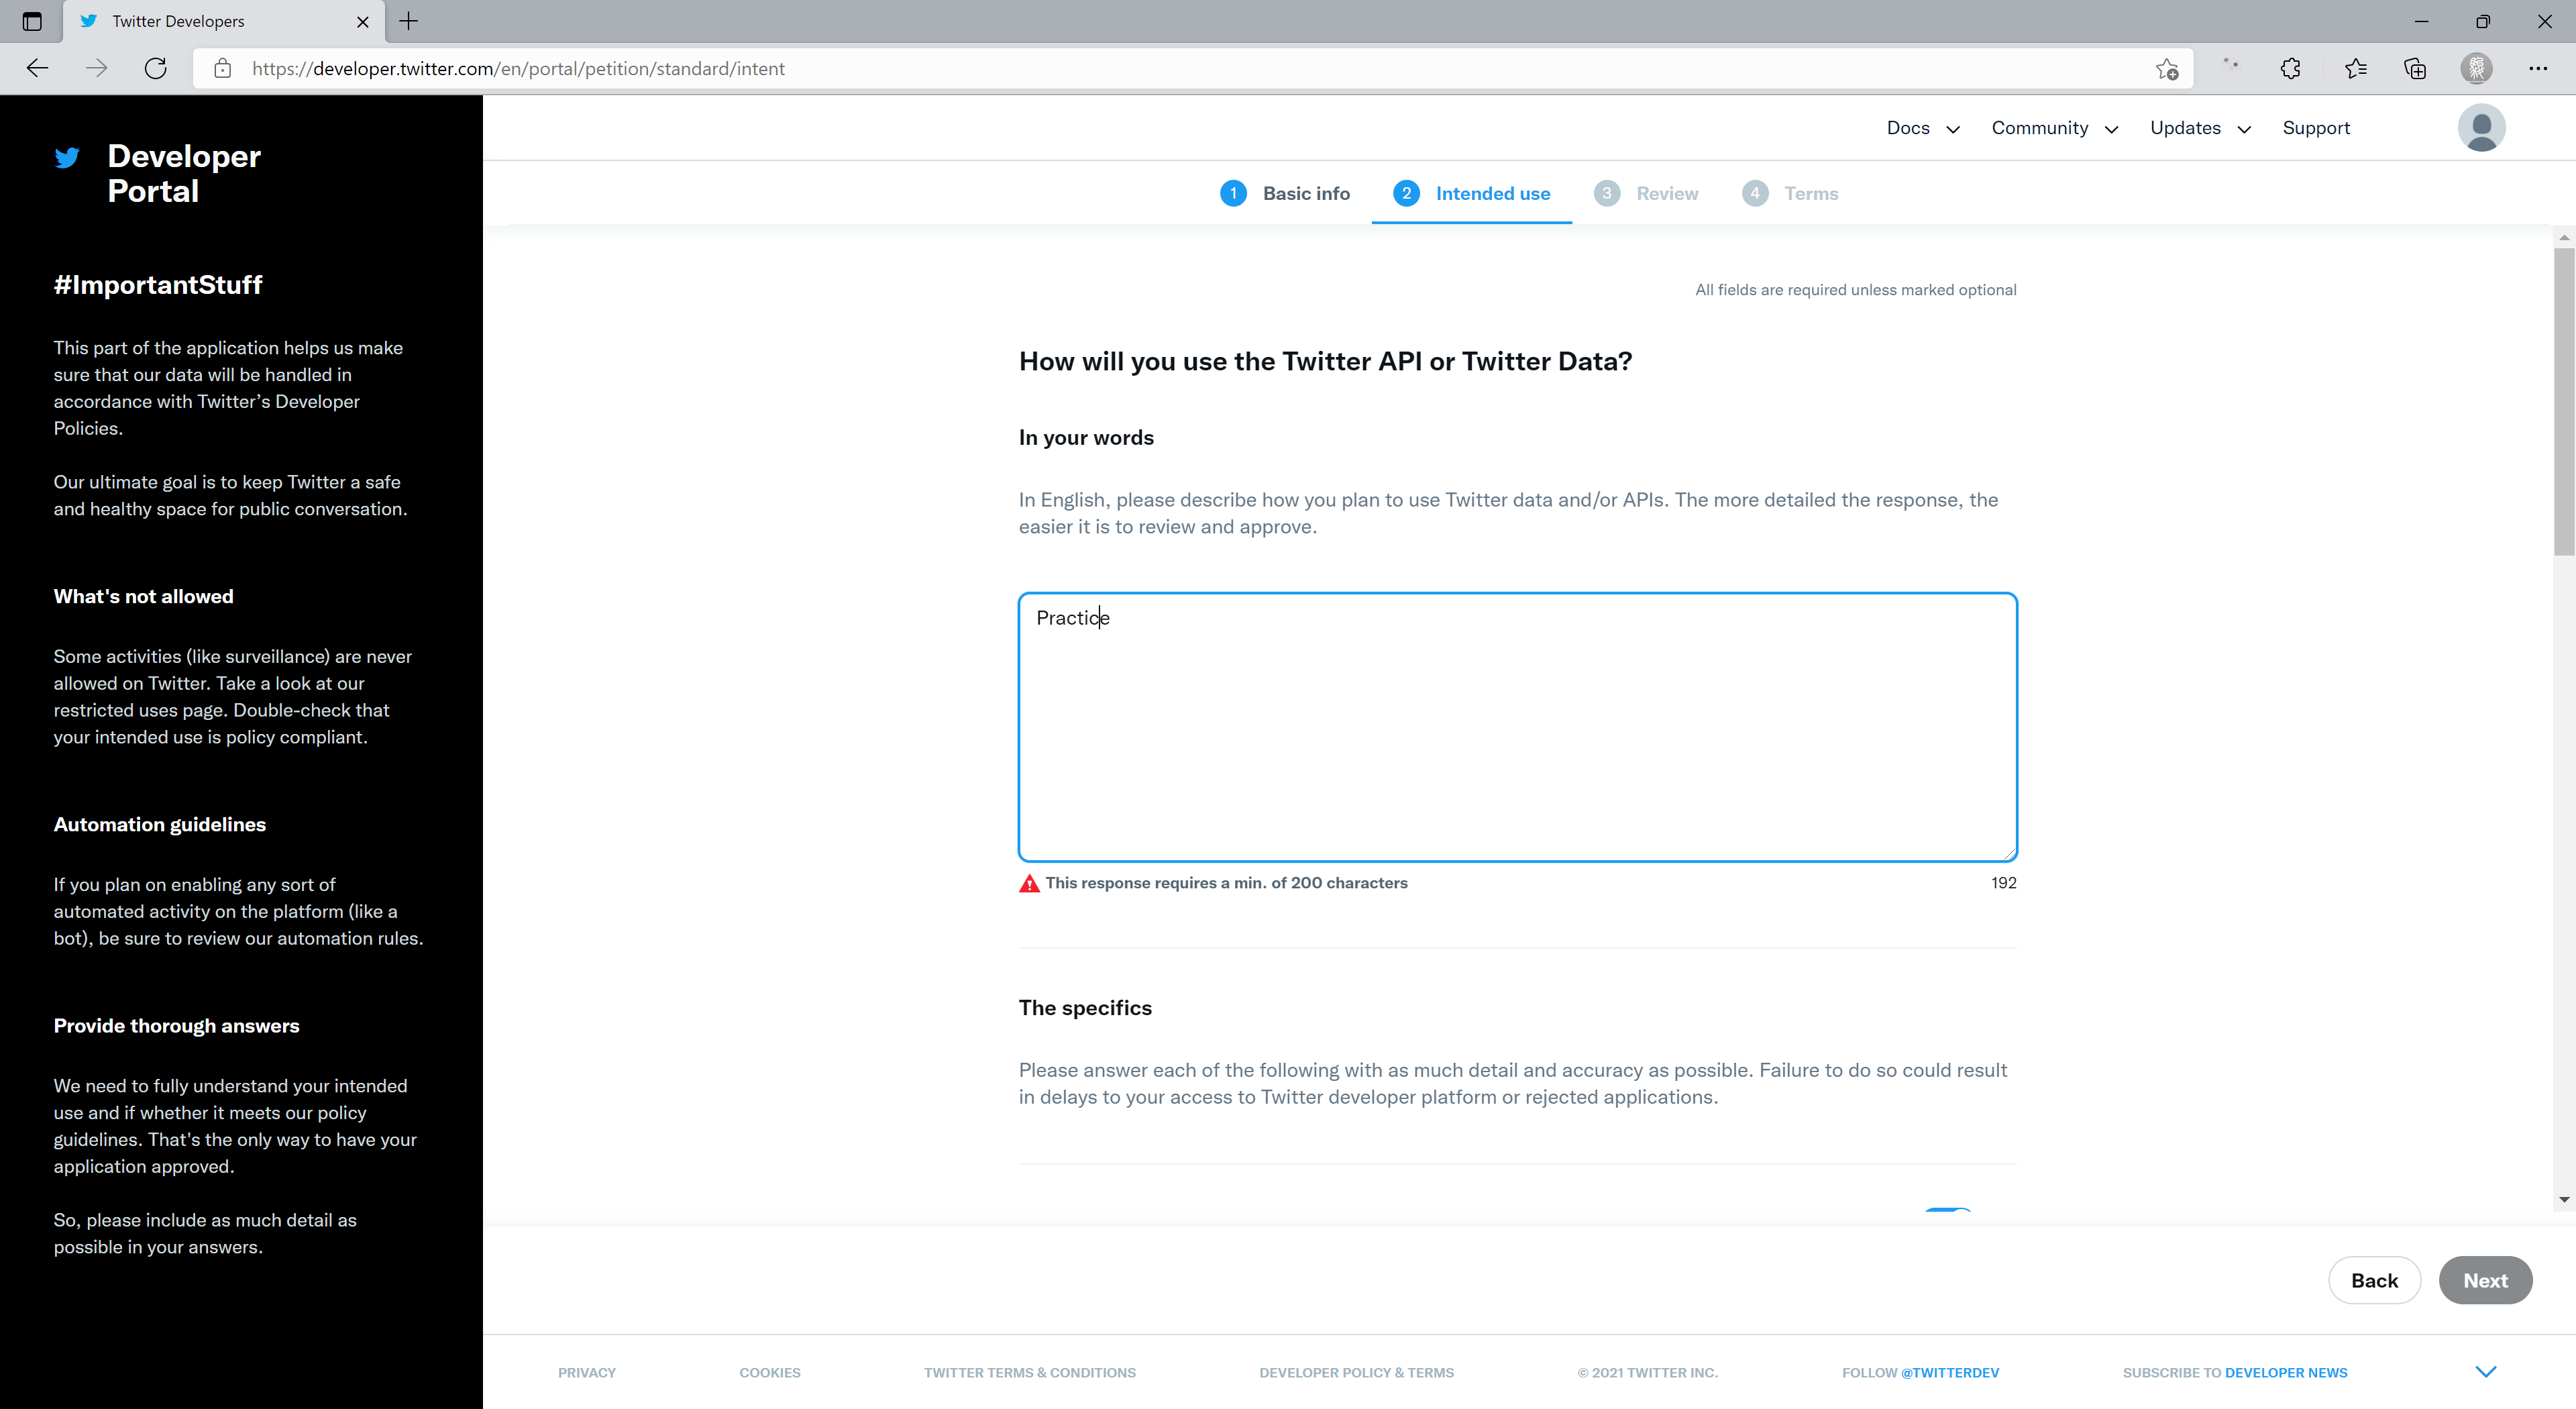 Twitter Developers
https://developer.twitter.com/en/portal/petition/standard/intent
Developer
Portal
#ImportantStuff
This part of the application helps us make
sure that our data will be handled in
accordance with Twitter’s Developer
Policies.
Our ultimate goal is to keep Twitter a safe
and healthy space for public conversation.
What's not allowed
Some activities (like surveillance) are never
allowed on Twitter. Take a look at our
restricted uses page. Double-check that
your intended use is policy compliant.
Automation guidelines
If you plan on enabling any sort of
automated activity on the platform (like a
bot), be sure to review our automation rules.
Provide thorough answers
We need to fully understand your intended
use and if whether it meets our policy
guidelines. That's the only way to have your
application approved.
So, please include as much detail as
possible in your answers.
Docs Community Updates Support
1 Basic info 2 Intended use 3 Review 4 Terms
All fields are required unless marked optional
How will you use the Twitter API or Twitter Data?
In your words
In English, please describe how you plan to use Twitter data and/or APIs. The more detailed the response, the
easier it is to review and approve.
Practice
This response requires a min. of 200 characters 192
The specifics
Please answer each of the following with as much detail and accuracy as possible. Failure to do so could result
in delays to your access to Twitter developer platform or rejected applications.
Back Next
PRIVACY COOKIES TWITTER TERMS & CONDITIONS DEVELOPER POLICY & TERMS © 2021 TWITTER INC. FOLLOW @TWITTERDEV SUBSCRIBE TO DEVELOPER NEWS